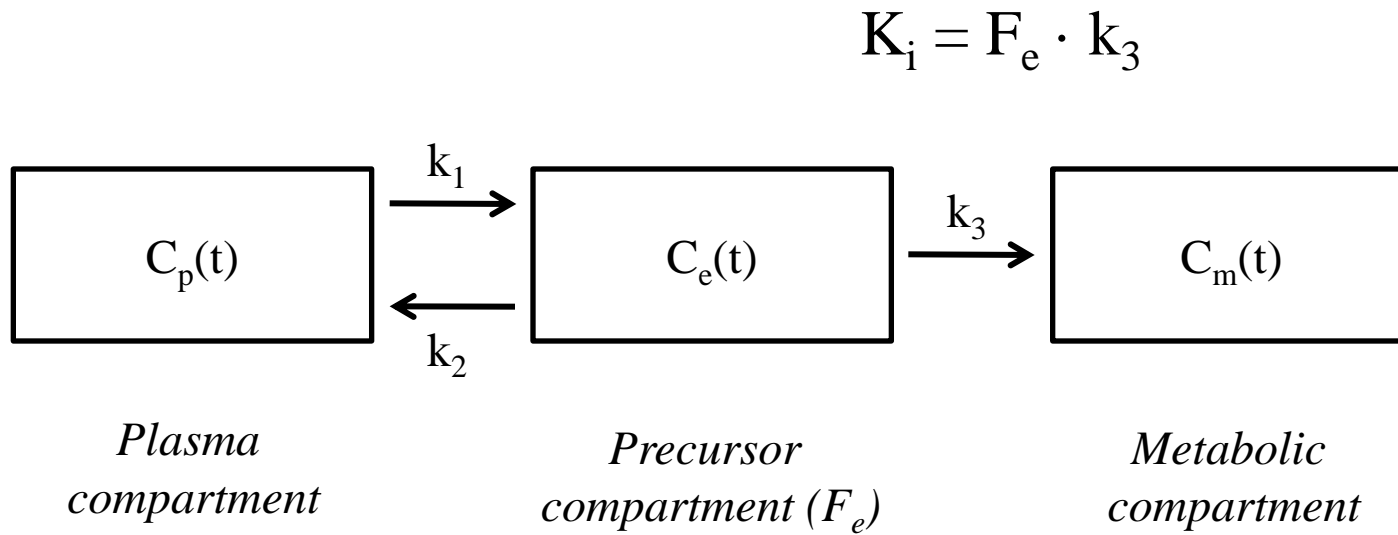 Kᵢ = Fₑ · k₃
k₁
k₃
Cₚ(t)
Cₑ(t)
Cₘ(t)
k₂
Plasma
compartment
Precursor
compartment (Fₑ)
Metabolic
compartment